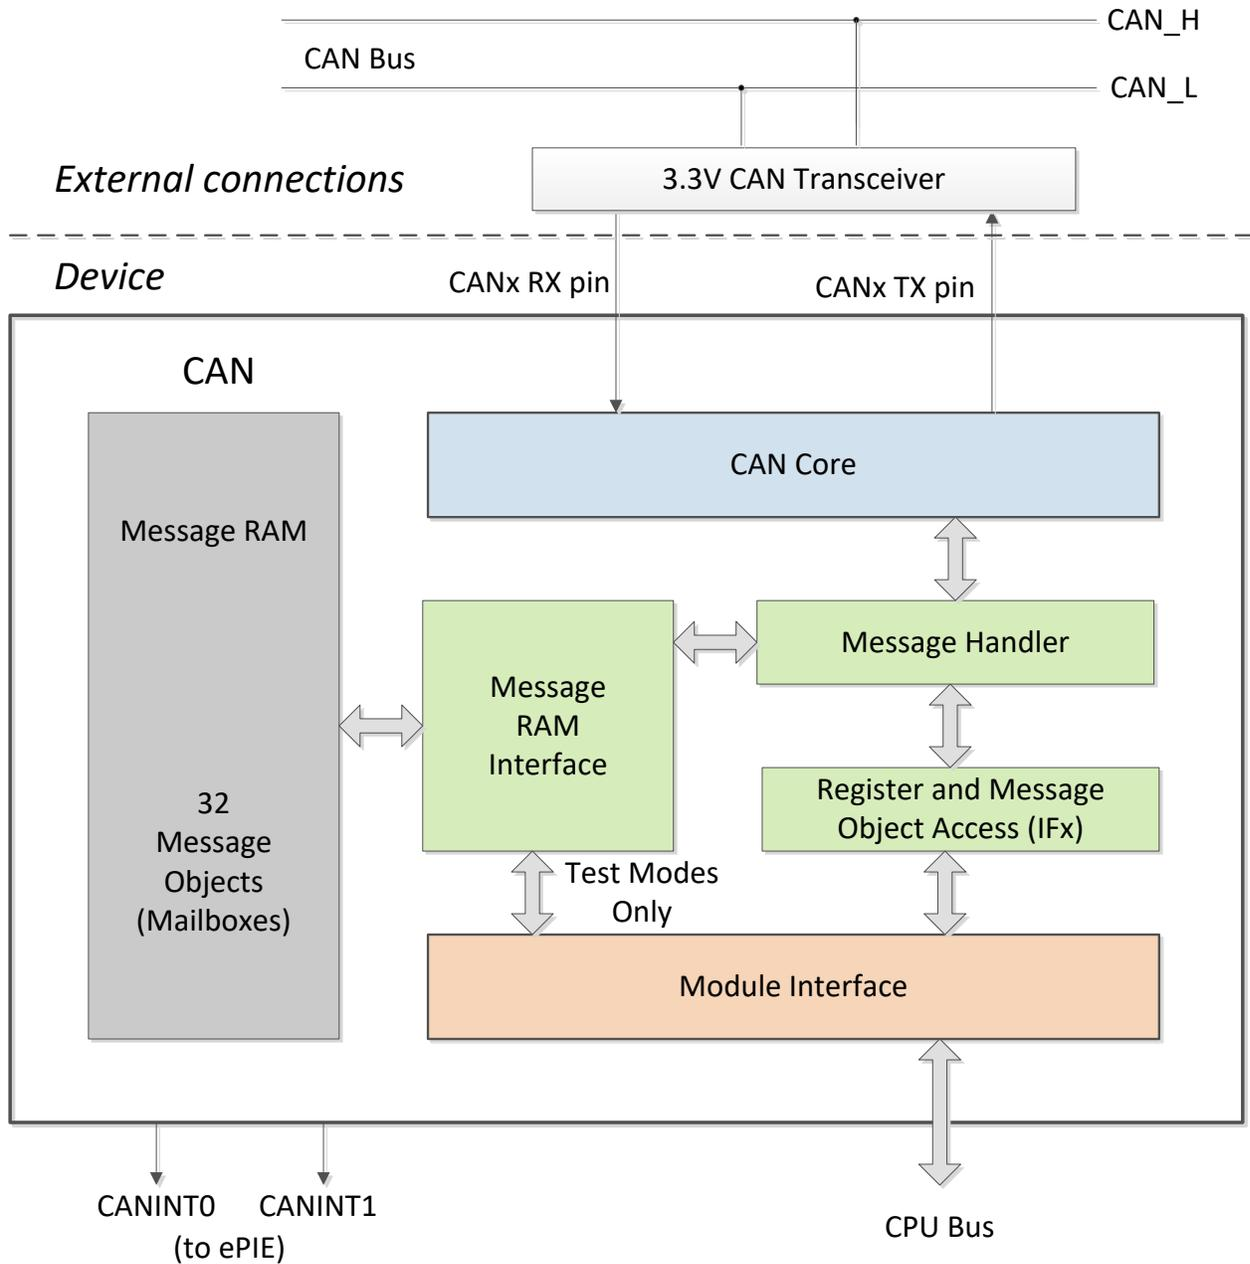 CAN_H
CAN Bus
CAN_L
External connections
3.3V CAN Transceiver
Device
CANx RX pin
CANx TX pin
CAN
CAN Core
Message RAM
Message Handler
Message
RAM
Interface
Register and Message
Object Access (IFx)
32
Message
Objects
(Mailboxes)
Test Modes
Only
Module Interface
CANINT0
CANINT1
(to ePIE)
CPU Bus